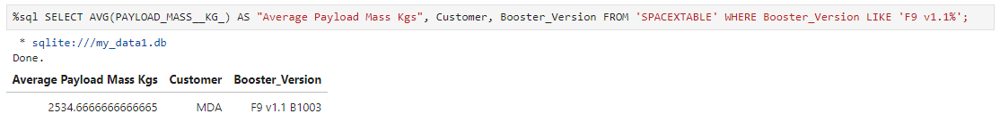 %sql SELECT AVG(PAYLOAD_MASS__KG_) AS "Average Payload Mass Kgs", Customer, Booster_Version FROM 'SPACEXTABLE' WHERE Booster_Version LIKE 'F9 v1.1%';
* sqlite:///my_data1.db
Done.
Average Payload Mass Kgs Customer Booster_Version
2534.6666666666665 MDA F9 v1.1 B1003